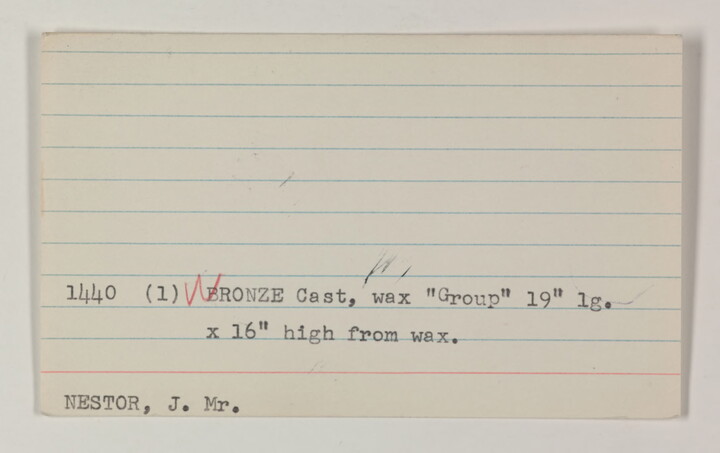 1440 (1) W BRONZE Cast, wax "Group" 19" lg.
x 16" high from wax.
NESTOR, J. Mr.